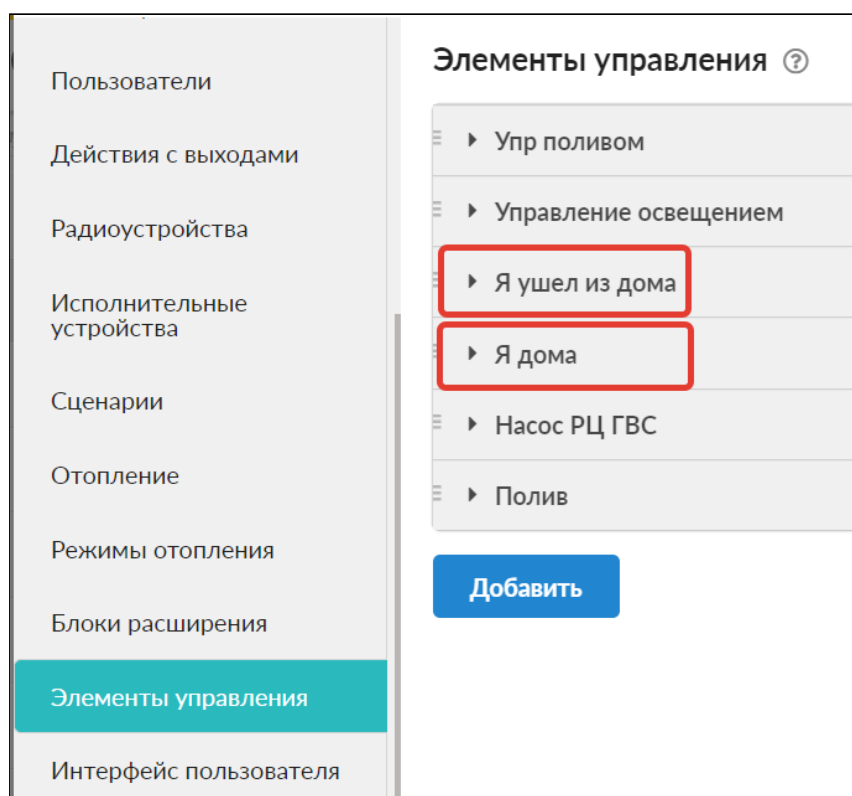 Пользователи
Действия с выходами
Радиоустройства
Исполнительные
устройства
Сценарии
Отопление
Режимы отопления
Блоки расширения
Элементы управления
Интерфейс пользователя
Элементы управления ?
Упр поливом
Управление освещением
Я ушел из дома
Я дома
Насос РЦ ГВС
Полив
Добавить